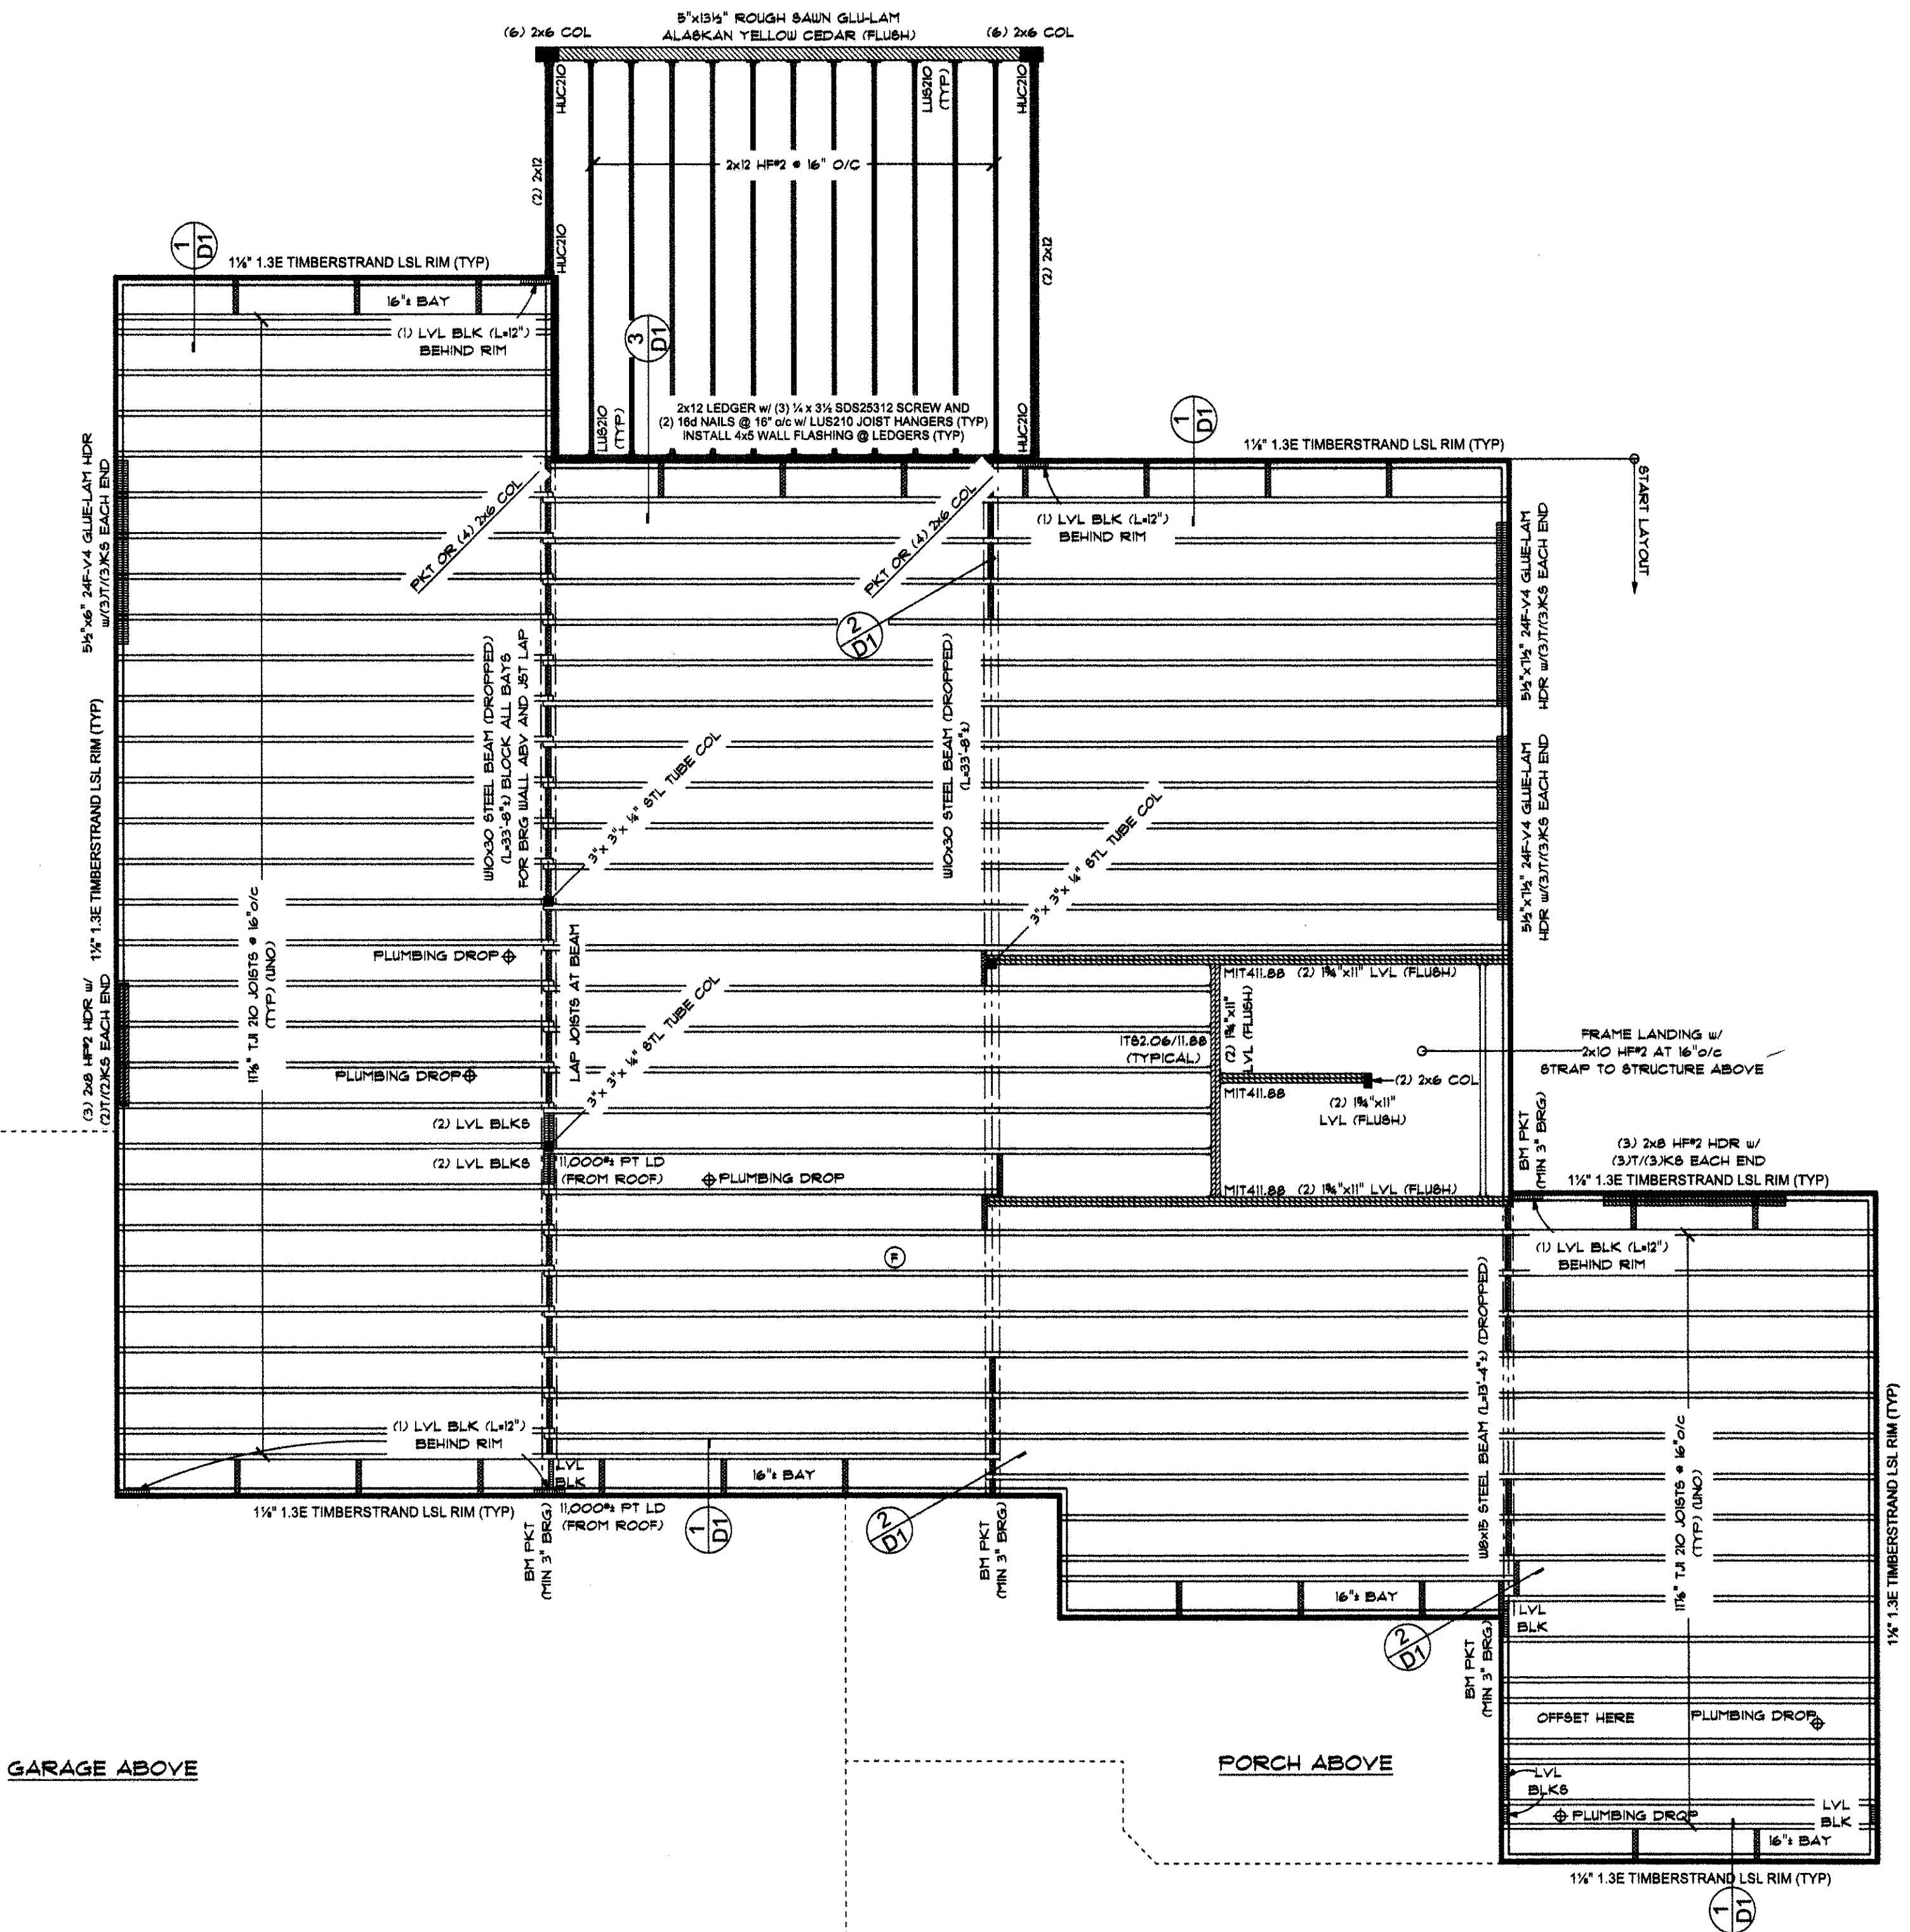 5"x13½" ROUGH SAWN GLU-LAM
ALASKAN YELLOW CEDAR (FLUSH)
(6) 2x6 COL
(6) 2x6 COL
HUC210
LUS210
(TYP)
HUC210
2x12 HF#2 @ 16" O/C
(2) 2x12
HUC210
(2) 2x12
1
D1
1⅛" 1.3E TIMBERSTRAND LSL RIM (TYP)
16"± BAY
(1) LVL BLK (L=12")
BEHIND RIM
3
D1
2x12 LEDGER w/ (3) ¼ x 3½ SDS25312 SCREW AND
(2) 16d NAILS @ 16" o/c w/ LUS210 JOIST HANGERS (TYP)
INSTALL 4x5 WALL FLASHING @ LEDGERS (TYP)
LUS210
(TYP)
HUC210
1
D1
1⅛" 1.3E TIMBERSTRAND LSL RIM (TYP)
START LAYOUT
5½"x6" 24F-V4 GLUE-LAM HDR
w/(3)T/(3)KS EACH END
PKT OR (4) 2x6 COL
PKT OR (4) 2x6 COL
(1) LVL BLK (L=12")
BEHIND RIM
2
D1
5½"x7½" 24F-V4 GLUE-LAM
HDR w/(3)T/(3)KS EACH END
W10x30 STEEL BEAM (DROPPED)
(L=33'-8"±) BLOCK ALL BAYS
FOR BRG WALL ABV AND JST LAP
W10x30 STEEL BEAM (DROPPED)
(L=33'-8"±)
5½"x7½" 24F-V4 GLUE-LAM
HDR w/(3)T/(3)KS EACH END
1⅛" 1.3E TIMBERSTRAND LSL RIM (TYP)
3"x 3"x ¼" STL TUBE COL
3"x 3"x ¼" STL TUBE COL
11⅞" TJI 210 JOISTS @ 16"o/c
(TYP) (UNO)
PLUMBING DROP
LAP JOISTS AT BEAM
3"x 3"x ¼" STL TUBE COL
(3) 2x8 HF#2 HDR w/
(2)T/(2)KS EACH END
PLUMBING DROP
MIT411.88 (2) 1¾"x11" LVL (FLUSH)
(2) 1¾"x11"
LVL (FLUSH)
ITS2.06/11.88
(TYPICAL)
MIT411.88
(2) 2x6 COL
(2) 1¾"x11"
LVL (FLUSH)
FRAME LANDING w/
2x10 HF#2 AT 16"o/c
STRAP TO STRUCTURE ABOVE
(2) LVL BLKS
(2) LVL BLKS
11,000#± PT LD
(FROM ROOF)
PLUMBING DROP
MIT411.88 (2) 1¾"x11" LVL (FLUSH)
BM PKT
(MIN 3" BRG)
(3) 2x8 HF#2 HDR w/
(3)T/(3)KS EACH END
1⅛" 1.3E TIMBERSTRAND LSL RIM (TYP)
(1) LVL BLK (L=12")
BEHIND RIM
W8x15 STEEL BEAM (L=13'-4"±) (DROPPED)
11⅞" TJI 210 JOISTS @ 16"o/c
(TYP) (UNO)
1⅛" 1.3E TIMBERSTRAND LSL RIM (TYP)
(1) LVL BLK (L=12")
BEHIND RIM
LVL
BLK
16"± BAY
1⅛" 1.3E TIMBERSTRAND LSL RIM (TYP)
BM PKT
(MIN 3" BRG)
11,000#± PT LD
(FROM ROOF)
1
D1
2
D1
BM PKT
(MIN 3" BRG)
16"± BAY
LVL
BLK
2
D1
BM PKT
(MIN 3" BRG)
OFFSET HERE
PLUMBING DROP
GARAGE ABOVE
PORCH ABOVE
LVL
BLKS
PLUMBING DROP
LVL
BLK
16"± BAY
1⅛" 1.3E TIMBERSTRAND LSL RIM (TYP)
1
D1